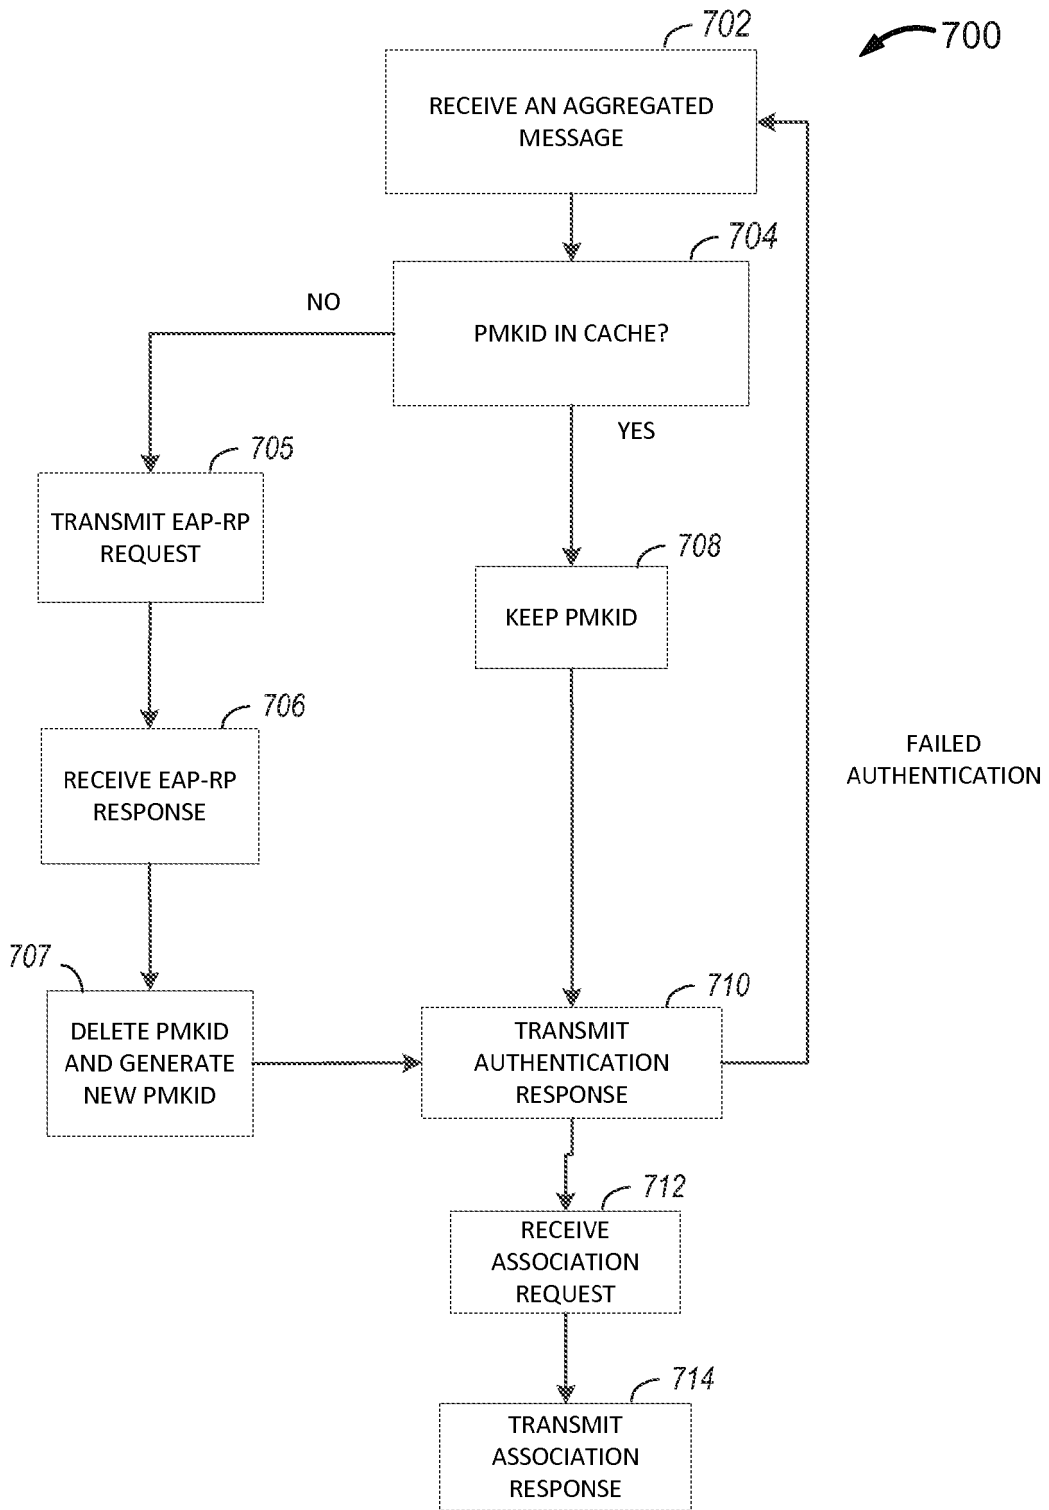 702
700
RECEIVE AN AGGREGATED
MESSAGE
704
NO
PMKID IN CACHE?
YES
705
TRANSMIT EAP-RP
REQUEST
708
KEEP PMKID
706
RECEIVE EAP-RP
RESPONSE
FAILED
AUTHENTICATION
707
DELETE PMKID
AND GENERATE
NEW PMKID
710
TRANSMIT
AUTHENTICATION
RESPONSE
712
RECEIVE
ASSOCIATION
REQUEST
714
TRANSMIT
ASSOCIATION
RESPONSE